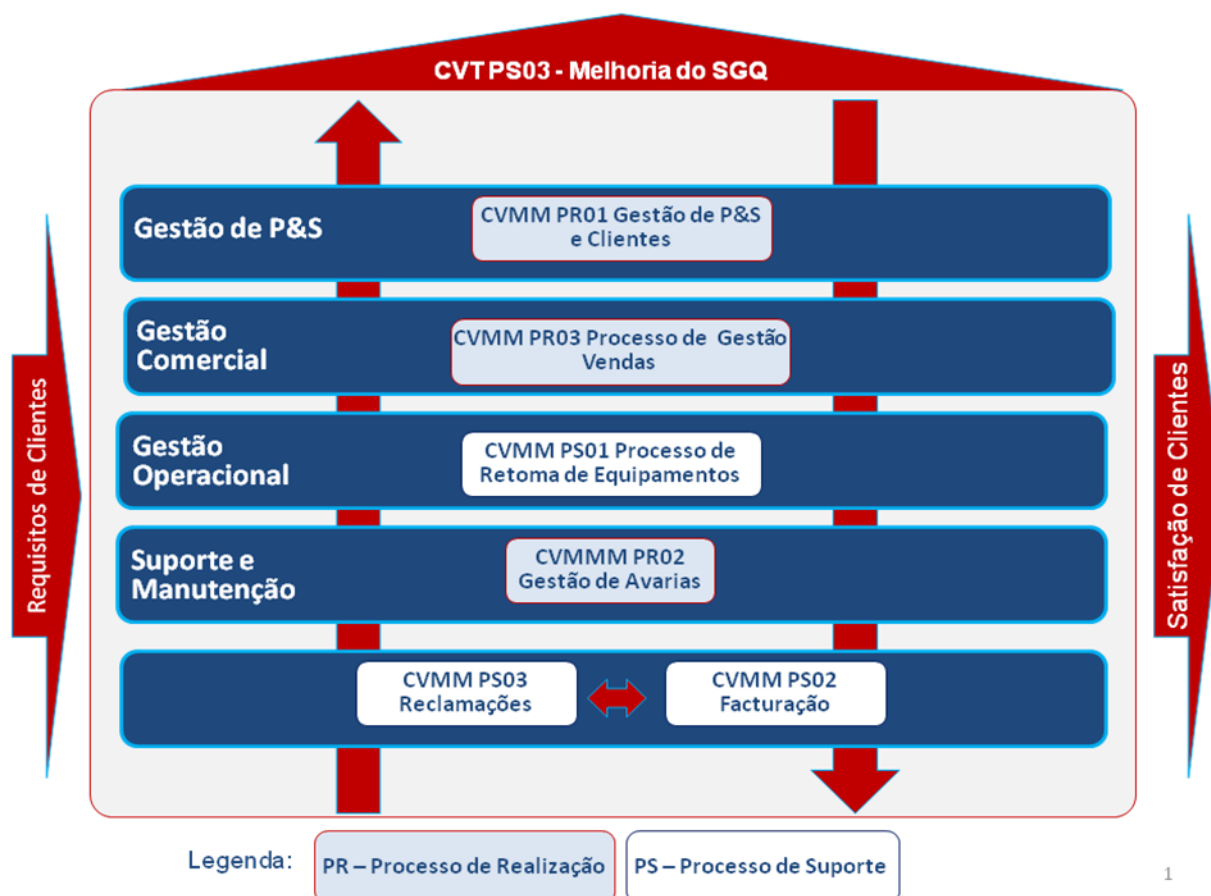 CVT PS03 - Melhoria do SGQ
Requisitos de Clientes
Gestão de P&S
CVMM PR01 Gestão de P&S
e Clientes
Gestão
Comercial
CVMM PR03 Processo de Gestão
Vendas
Gestão
Operacional
CVMM PS01 Processo de
Retoma de Equipamentos
Suporte e
Manutenção
CVMMM PR02
Gestão de Avarias
CVMM PS03
Reclamações
CVMM PS02
Facturação
Satisfação de Clientes
Legenda:
PR – Processo de Realização
PS – Processo de Suporte
1